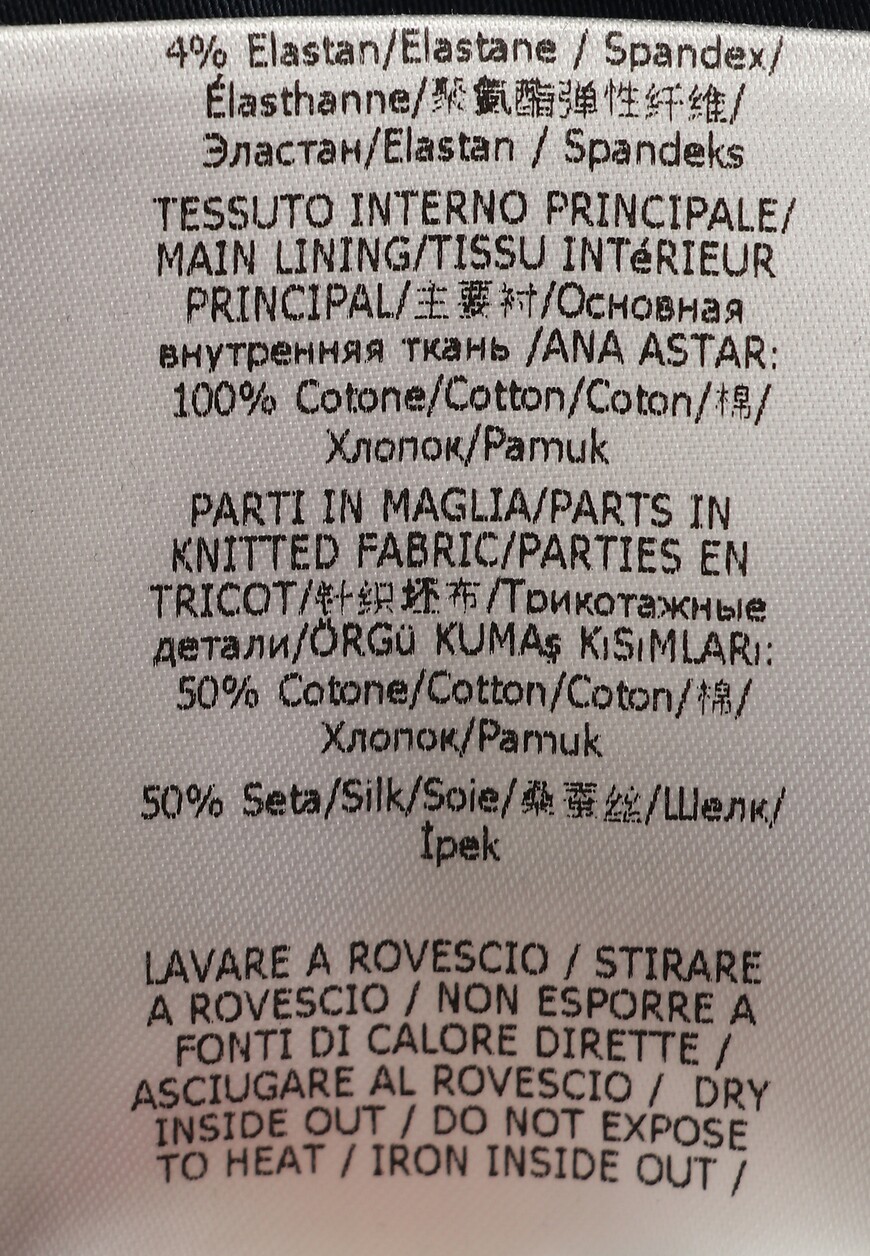 4% Elastan/Elastane / Spandex/
Élasthanne/聚氨酯弹性纤维/
Эластан/Elastan / Spandeks
TESSUTO INTERNO PRINCIPALE/
MAIN LINING/TISSU INTéRIEUR
PRINCIPAL/主要衬/Основная
внутренняя ткань /ANA ASTAR:
100% Cotone/Cotton/Coton/棉/
Хлопок/Pamuk
PARTI IN MAGLIA/PARTS IN
KNITTED FABRIC/PARTIES EN
TRICOT/针织坯布/Трикотажные
детали/ÖRGü KUMAş KıSıMLARı:
50% Cotone/Cotton/Coton/棉/
Хлопок/Pamuk
50% Seta/Silk/Soie/桑蚕丝/Шелк/
İpek
LAVARE A ROVESCIO / STIRARE
A ROVESCIO / NON ESPORRE A
FONTI DI CALORE DIRETTE /
ASCIUGARE AL ROVESCIO / DRY
INSIDE OUT / DO NOT EXPOSE
TO HEAT / IRON INSIDE OUT /